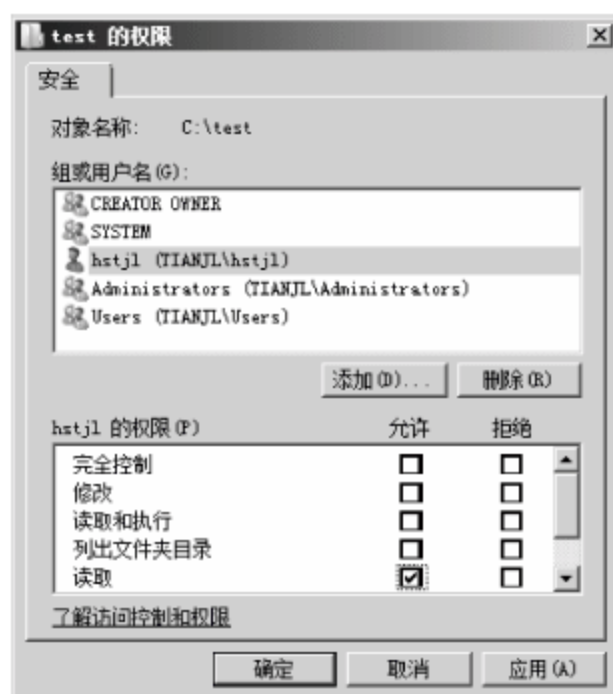 test 的权限
安全
对象名称: C:\test
组或用户名(G):
CREATOR OWNER
SYSTEM
hstjl (TIANJL\hstjl)
Administrators (TIANJL\Administrators)
Users (TIANJL\Users)
添加(D)... 删除(R)
hstjl 的权限(P) 允许 拒绝
完全控制
修改
读取和执行
列出文件夹目录
读取
了解访问控制和权限
确定 取消 应用(A)